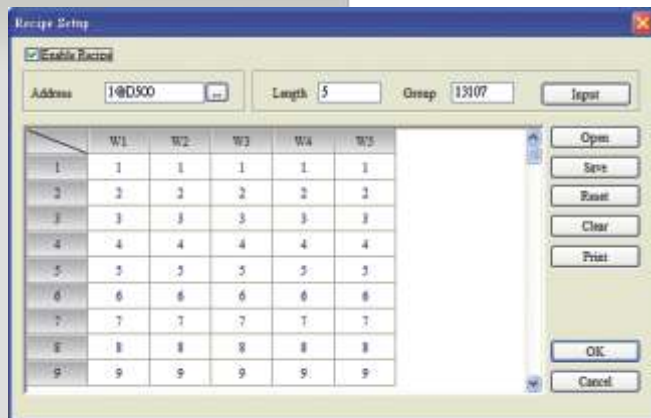 Recipe Setup
Enable Recipe
Address 1@D500 ... Length 5 Group 13107 Input
W1 W2 W3 W4 W5
1 1 1 1 1 1
2 2 2 2 2 2
3 3 3 3 3 3
4 4 4 4 4 4
5 5 5 5 5 5
6 6 6 6 6 6
7 7 7 7 7 7
8 8 8 8 8 8
9 9 9 9 9 9
Open
Save
Reset
Clear
Print
OK
Cancel